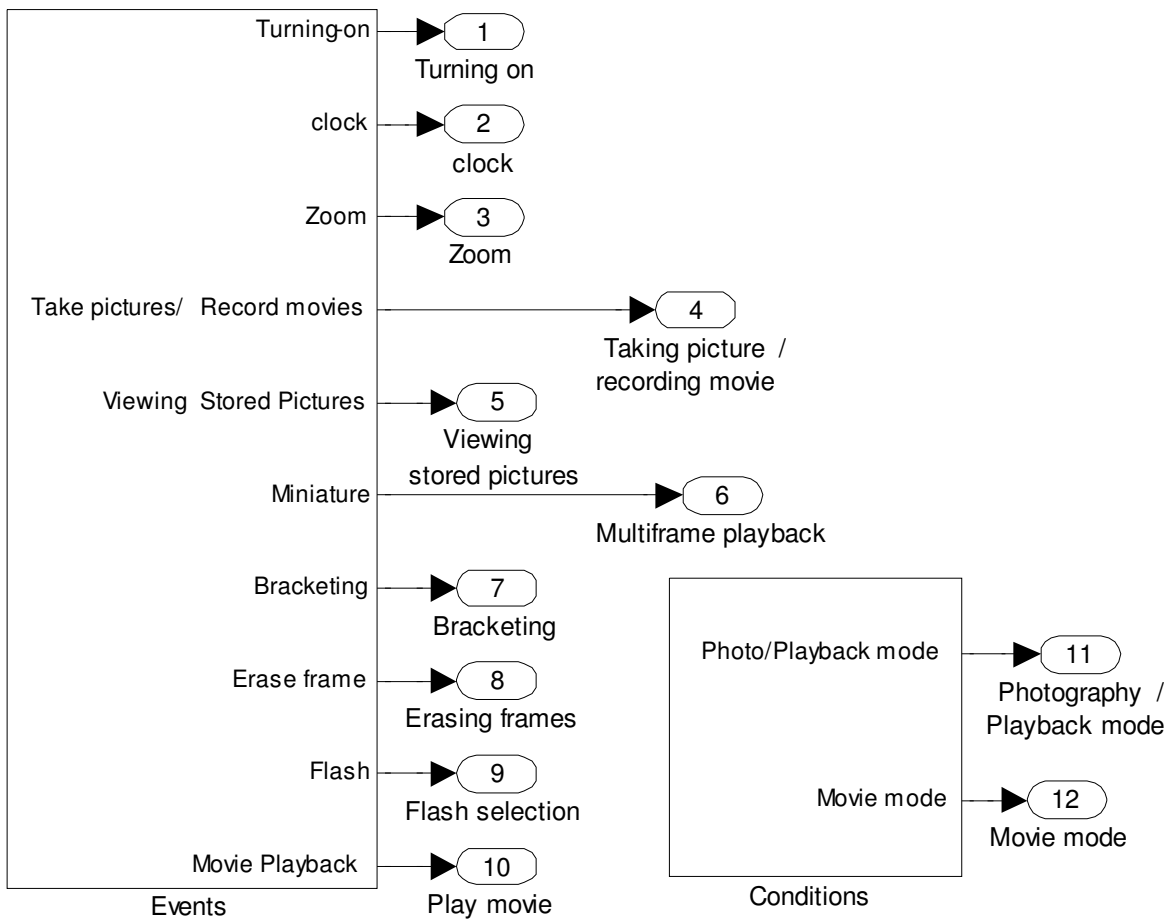 Turning-on
1
Turning on
clock
2
clock
Zoom
3
Zoom
Take pictures/ Record movies
4
Taking picture /
recording movie
Viewing Stored Pictures
5
Viewing
stored pictures
Miniature
6
Multiframe playback
Bracketing
7
Bracketing
Erase frame
8
Erasing frames
Flash
9
Flash selection
Movie Playback
10
Play movie
Events
Photo/Playback mode
11
Photography /
Playback mode
Movie mode
12
Movie mode
Conditions